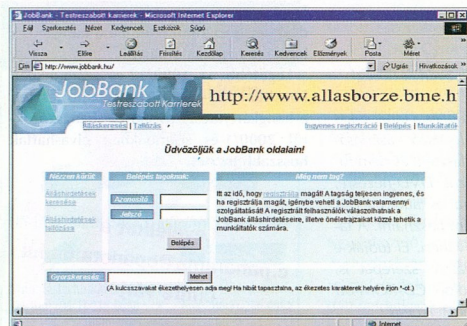 JobBank - Testreszabott karrierek - Microsoft Internet Explorer
Fájl Szerkesztés Nézet Kedvencek Eszközök Súgó
Vissza Előre Leállítás Frissítés Kezdőlap Keresés Kedvencek Előzmények Posta Méret
Cím http://www.jobbank.hu/ Ugrás Hivatkozások
JobBank
Testreszabott Karrierek
http://www.allasborze.bme.h
Álláskeresés | Tallózás Ingyenes regisztráció | Belépés | Munkáltatók
Üdvözöljük a JobBank oldalain!
Nézzen körül: Belépés tagoknak: Még nem tag?
Álláshirdetések keresése
Álláshirdetések tallózása
Azonosító
Jelszó
Belépés
Itt az idő, hogy regisztrálja magát! A tagság teljesen ingyenes, és
ha regisztrálja magát, igénybe veheti a JobBank valamennyi
szolgáltatását! A regisztrált felhasználók válaszolhatnak a
JobBank álláshirdetéseire, illetve önéletrajzaikat közzé tehetik a
munkáltatók számára.
Gyorskeresés Mehet
(A kulcsszavakat ékezethelyesen adja meg! Ha hibát tapasztalna, az ékezetes karakterek helyére írjon *-ot.)
Internet